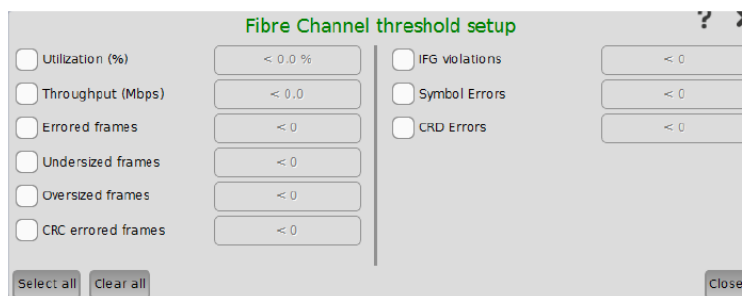 Fibre Channel threshold setup ?
Utilization (%) < 0.0 %
Throughput (Mbps) < 0.0
Errored frames < 0
Undersized frames < 0
Oversized frames < 0
CRC errored frames < 0
IFG violations < 0
Symbol Errors < 0
CRD Errors < 0
Select all Clear all Close